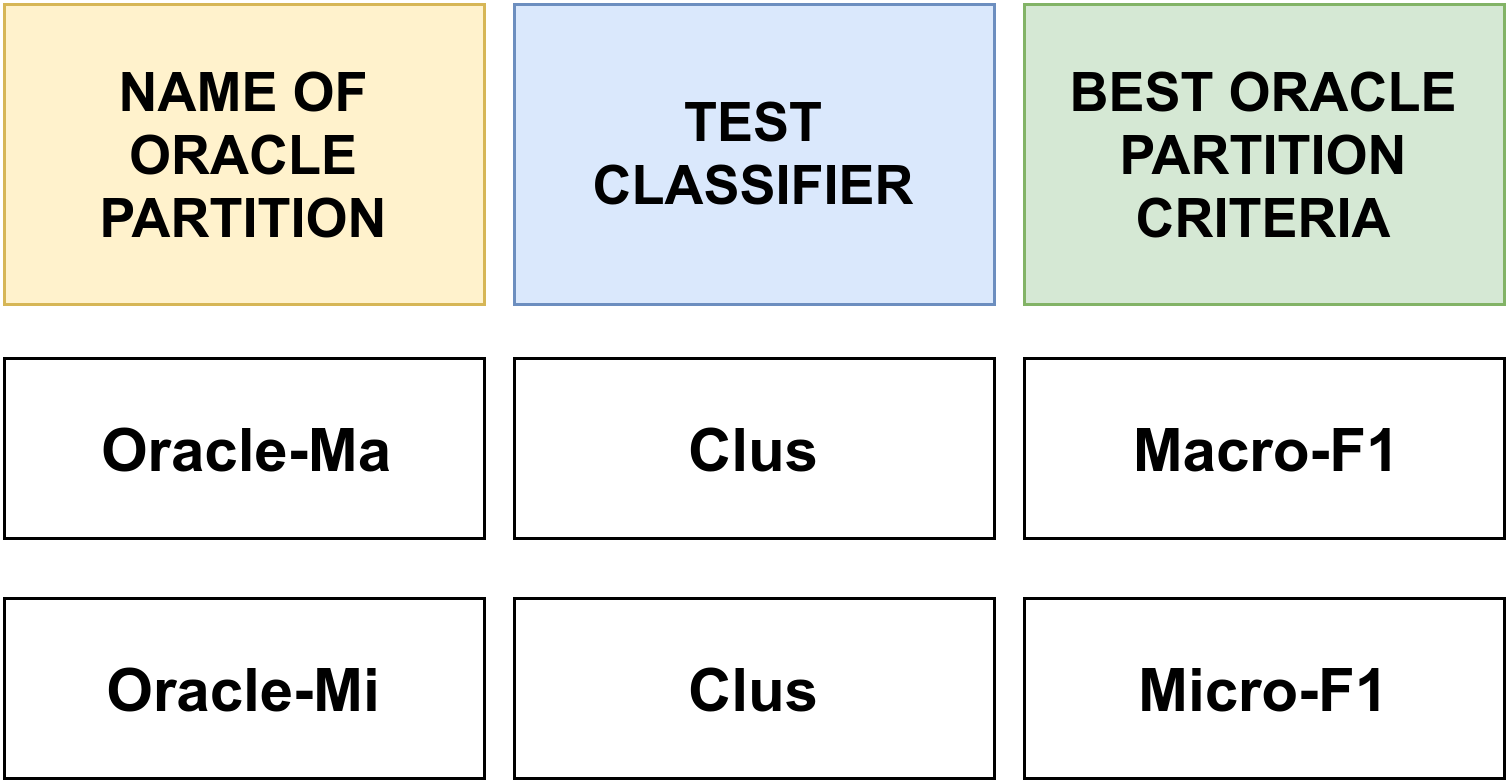 NAME OF
ORACLE
PARTITION
TEST
CLASSIFIER
BEST ORACLE
PARTITION
CRITERIA
Oracle-Ma
Clus
Macro-F1
Oracle-Mi
Clus
Micro-F1